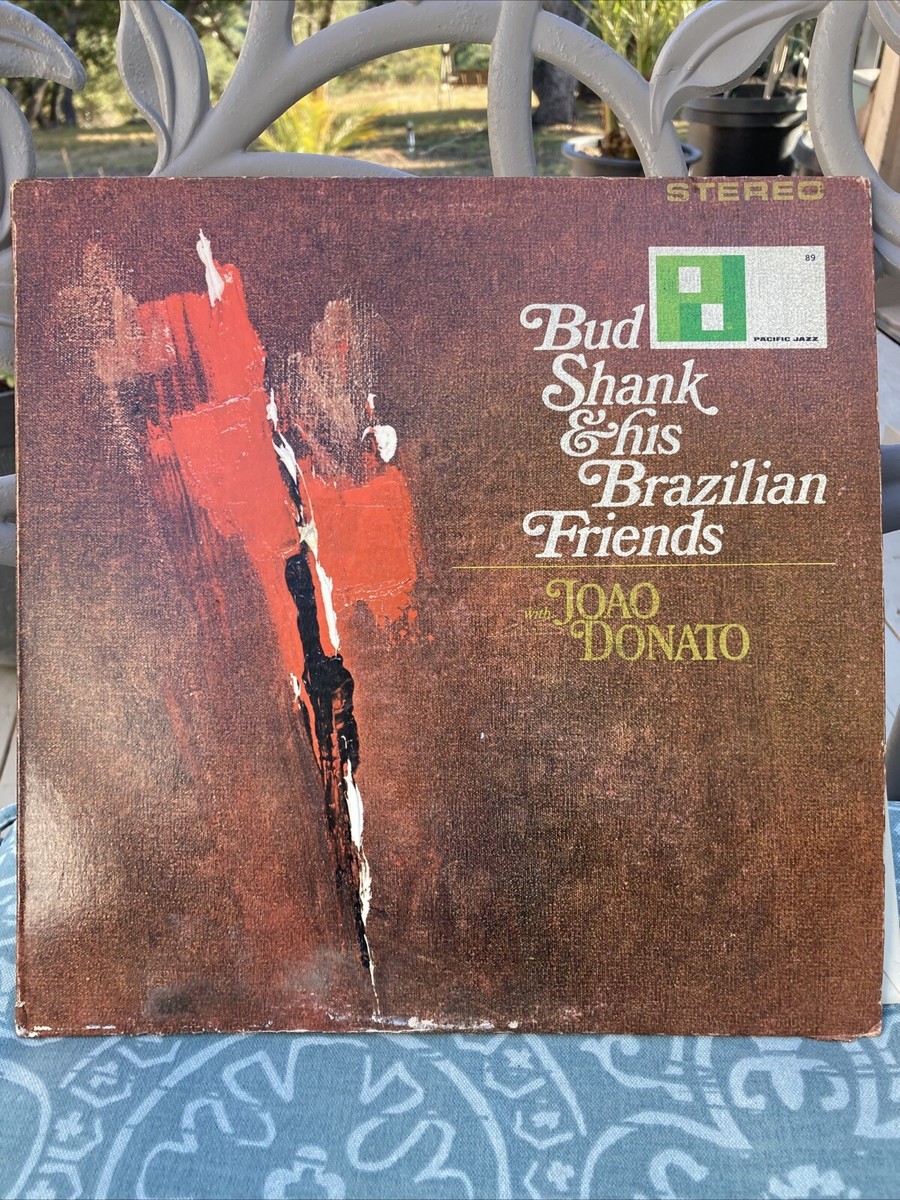 STEREO
89
PACIFIC JAZZ
Bud
Shank
& his
Brazilian
Friends
with JOAO
DONATO